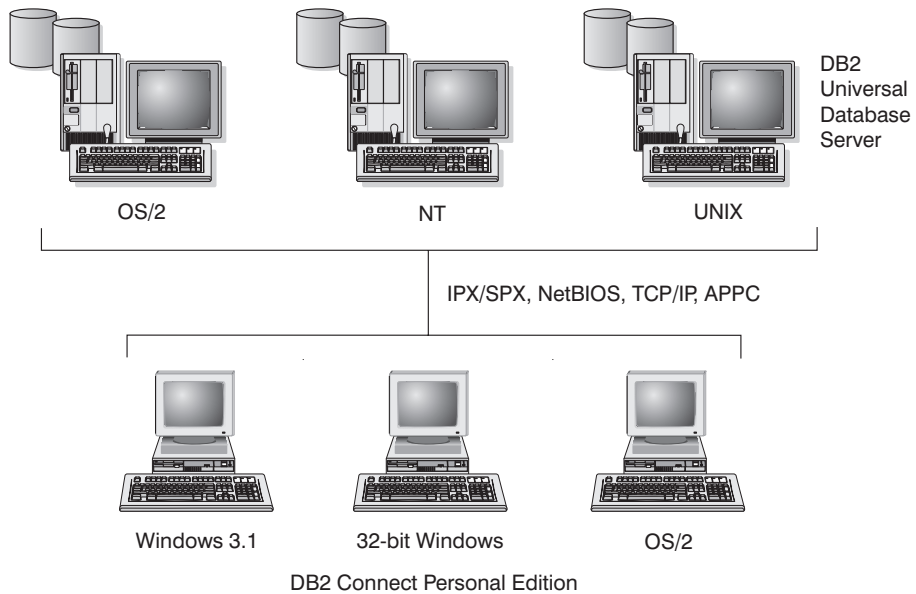 DB2
Universal
Database
Server
OS/2
NT
UNIX
IPX/SPX, NetBIOS, TCP/IP, APPC
Windows 3.1
32-bit Windows
OS/2
DB2 Connect Personal Edition